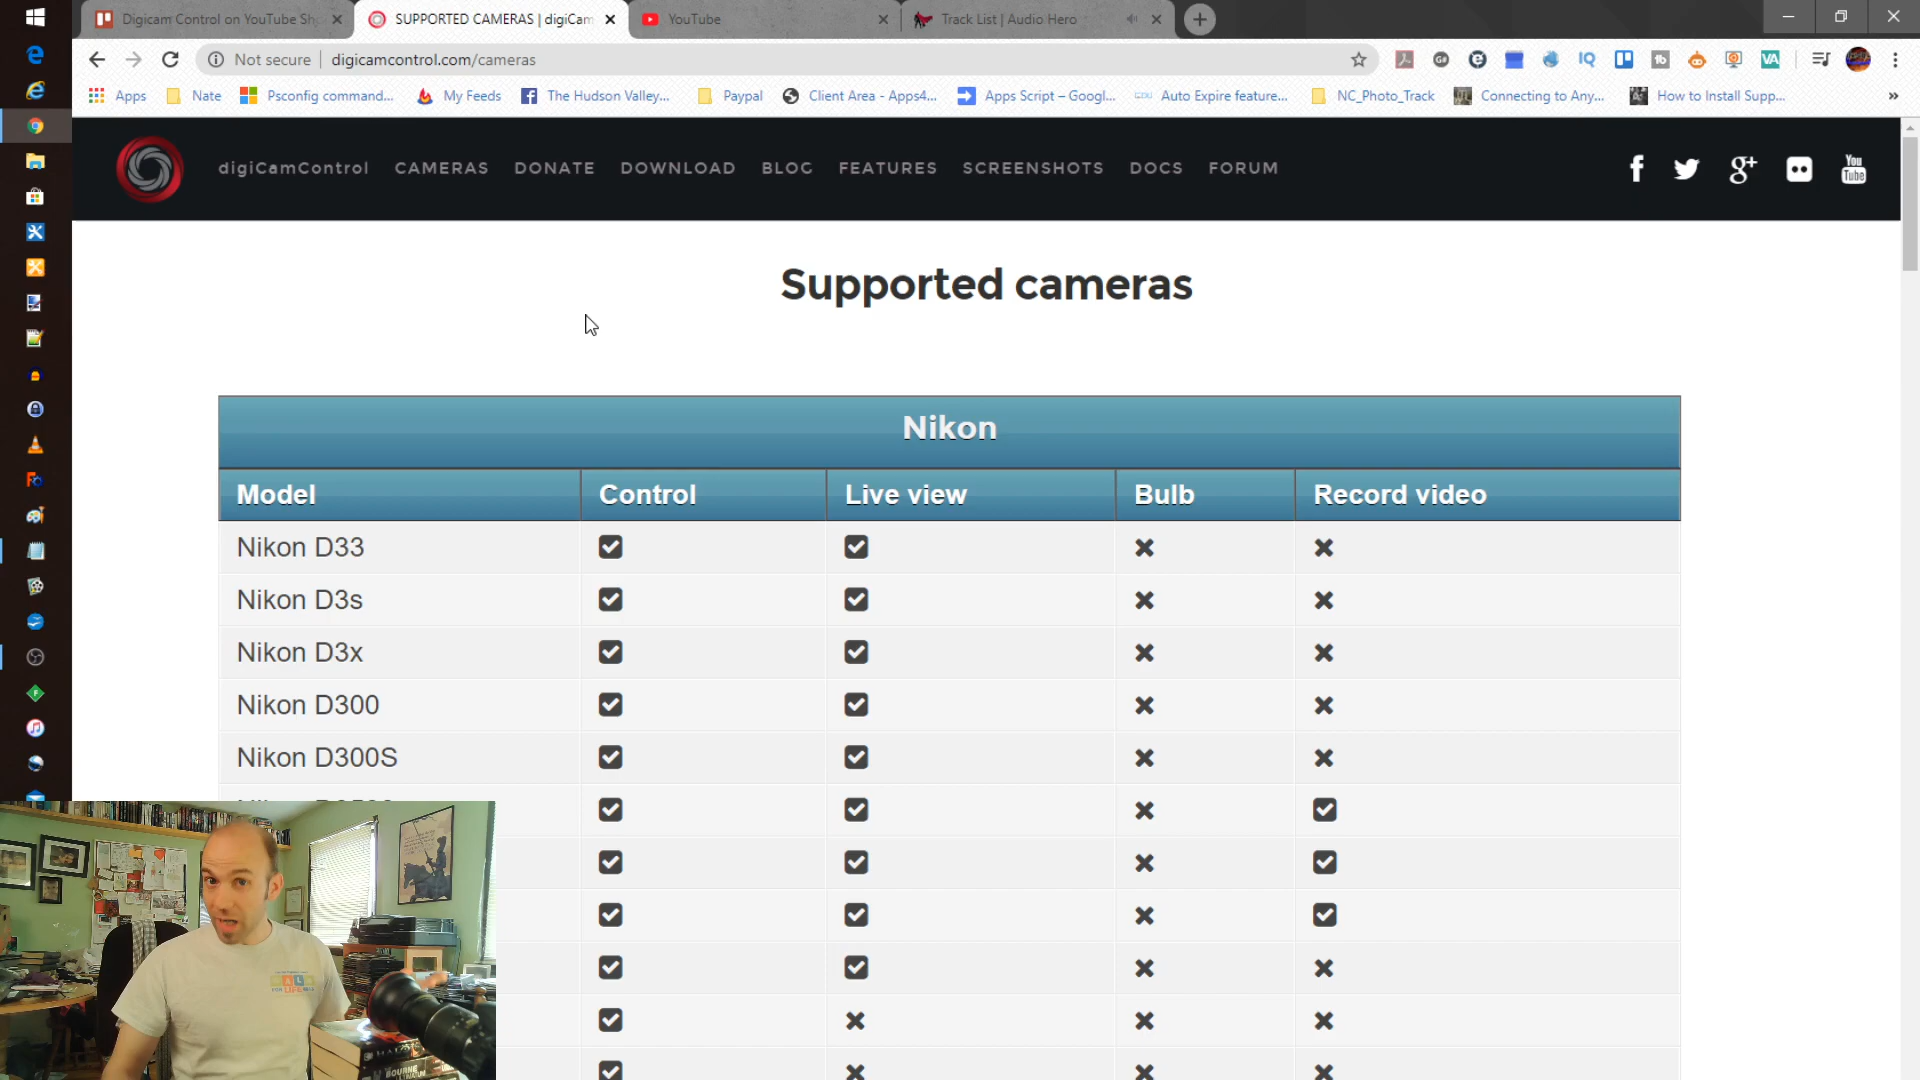 Digicam Control on YouTube Sh
SUPPORTED CAMERAS | digiCam
YouTube
Track List | Audio Hero
Not secure
digicamcontrol.com/cameras
Apps
Nate
Psconfig command...
My Feeds
The Hudson Valley...
Paypal
Client Area - Apps4...
Apps Script – Googl...
Auto Expire feature...
NC_Photo_Track
Connecting to Any...
How to Install Supp...
»
digiCamControl CAMERAS DONATE DOWNLOAD BLOG FEATURES SCREENSHOTS DOCS FORUM
You
Tube
Supported cameras
Nikon
Model Control Live view Bulb Record video
Nikon D33
Nikon D3s
Nikon D3x
Nikon D300
Nikon D300S
BOURNE